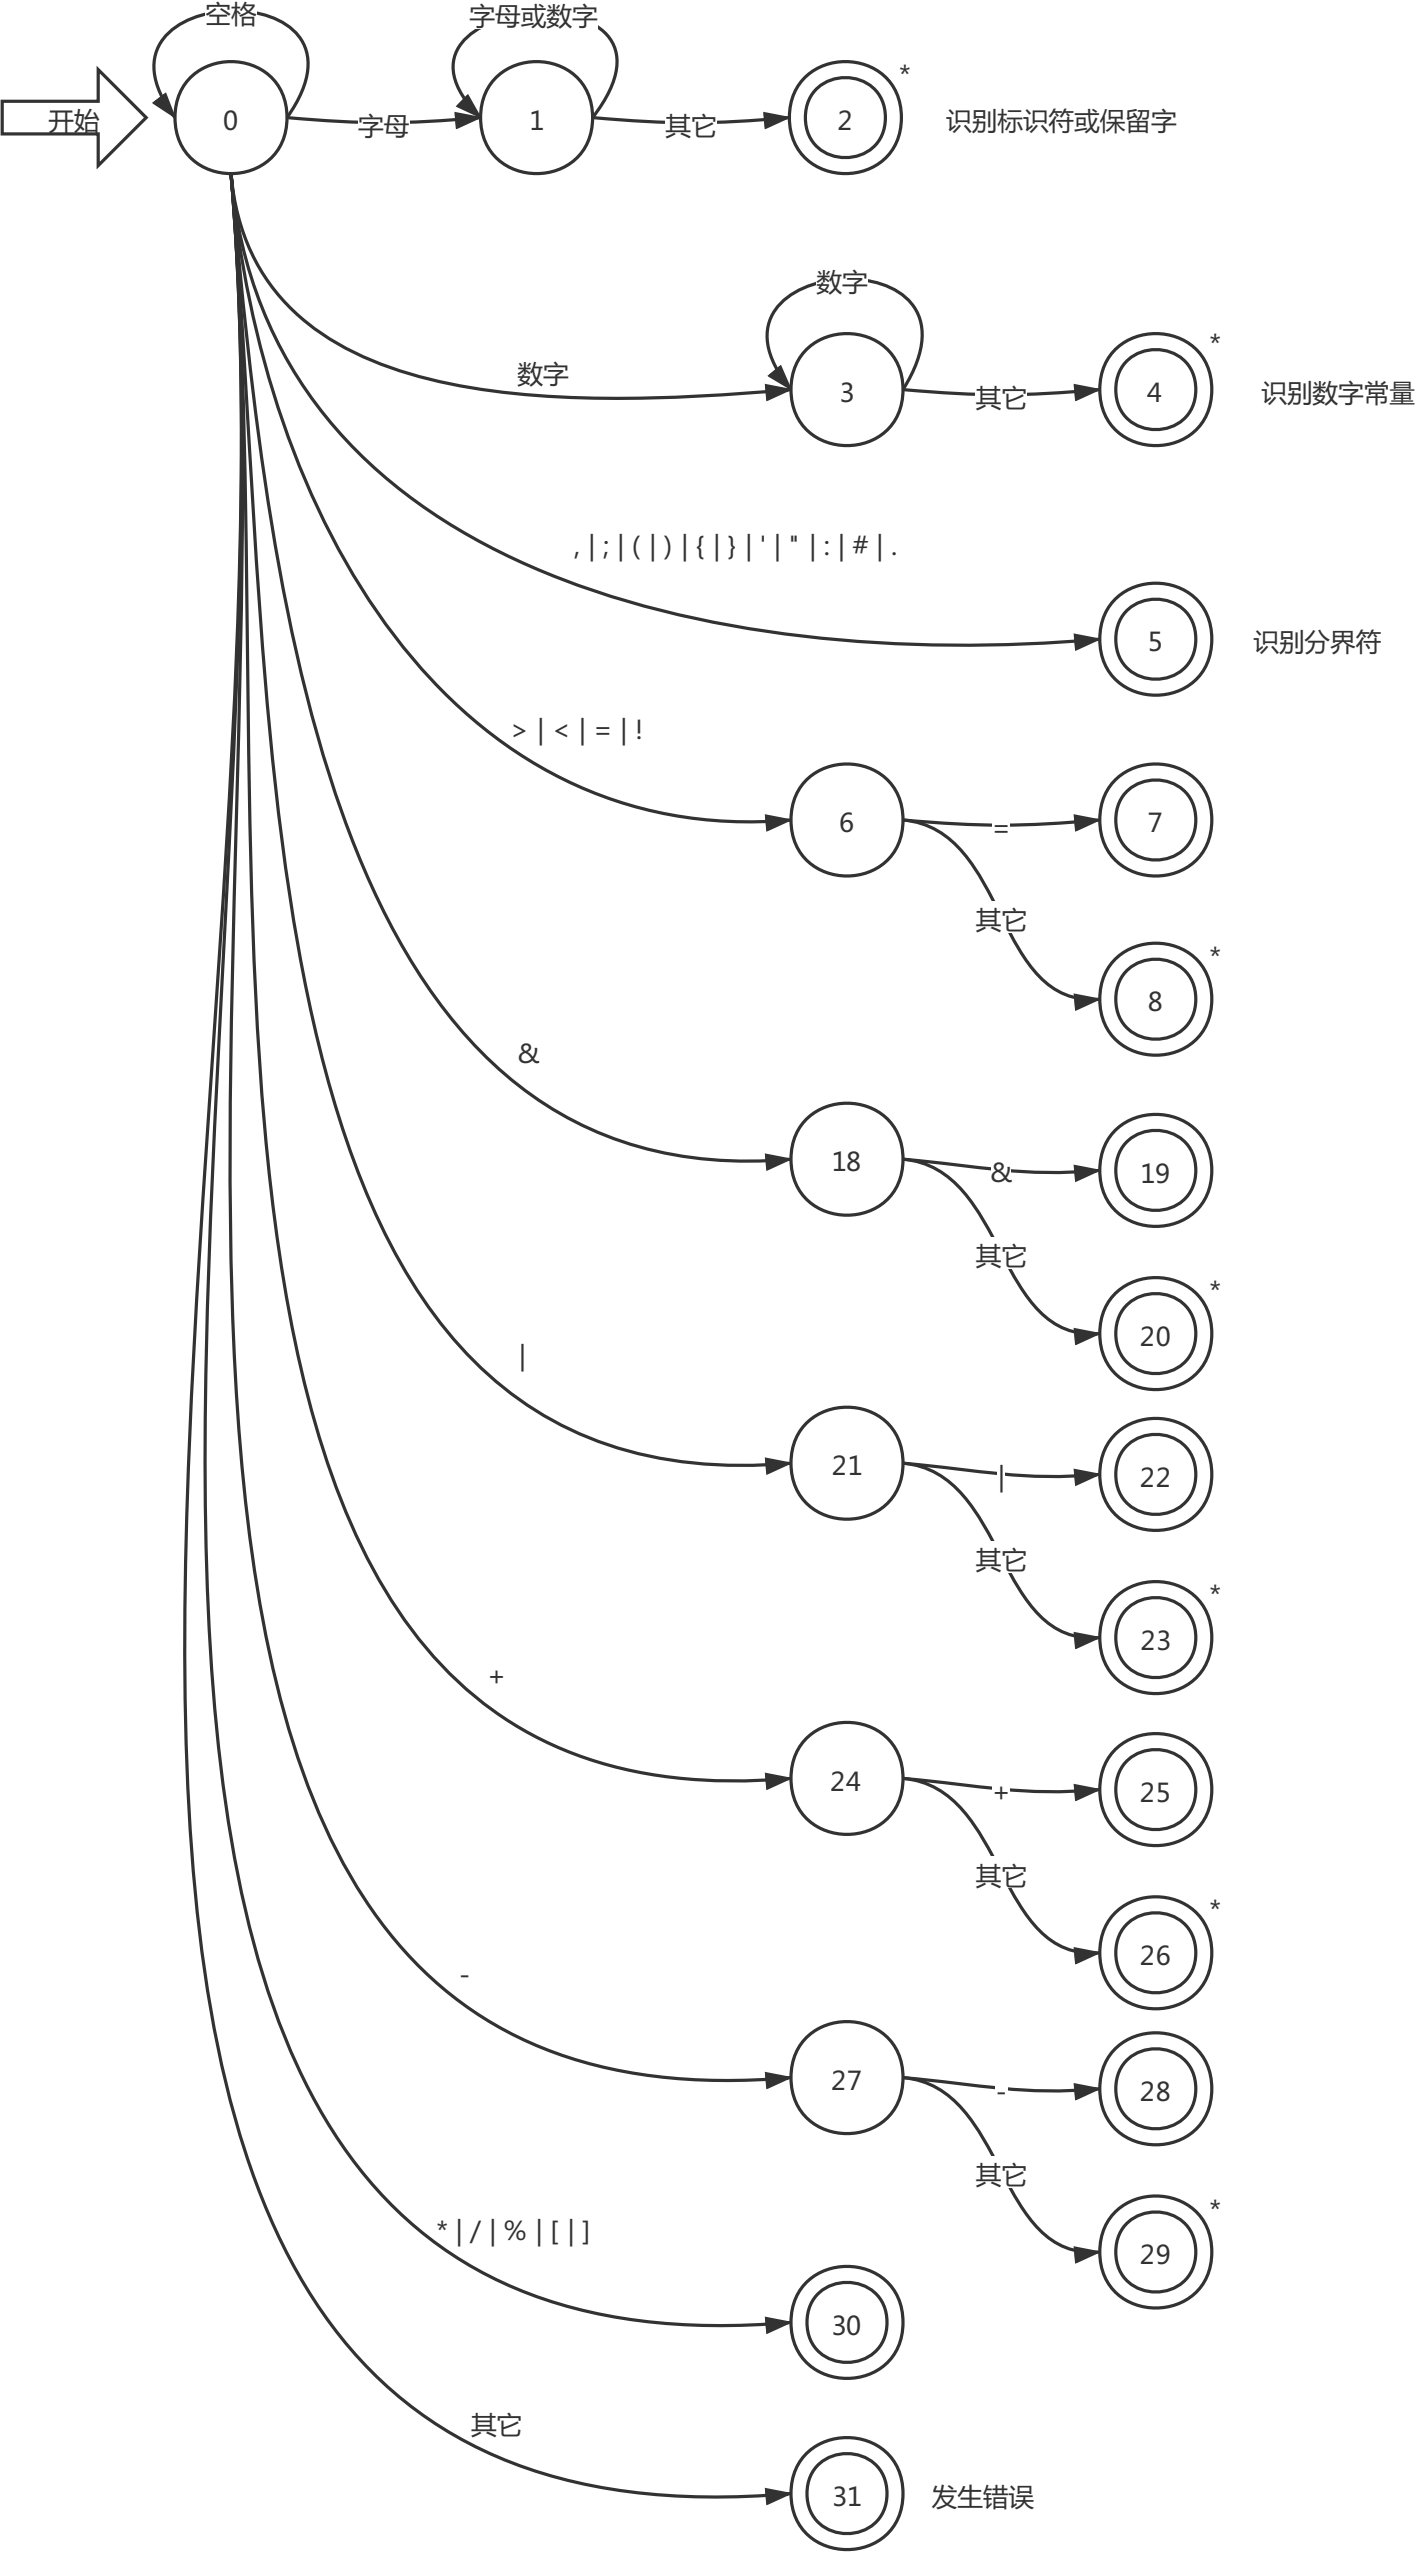 空格
字母或数字
开始
0
字母
1
其它
2
*
识别标识符或保留字
数字
数字
3
其它
4
*
识别数字常量
,|;|(|)|{|}|'|"|:|#|.
5
识别分界符
>|<|=|!
6
=
7
其它
8
*
&
18
&
19
其它
20
*
|
21
|
22
其它
23
*
+
24
+
25
其它
26
*
-
27
-
28
其它
29
*
*|/|%|[|]
30
其它
31
发生错误